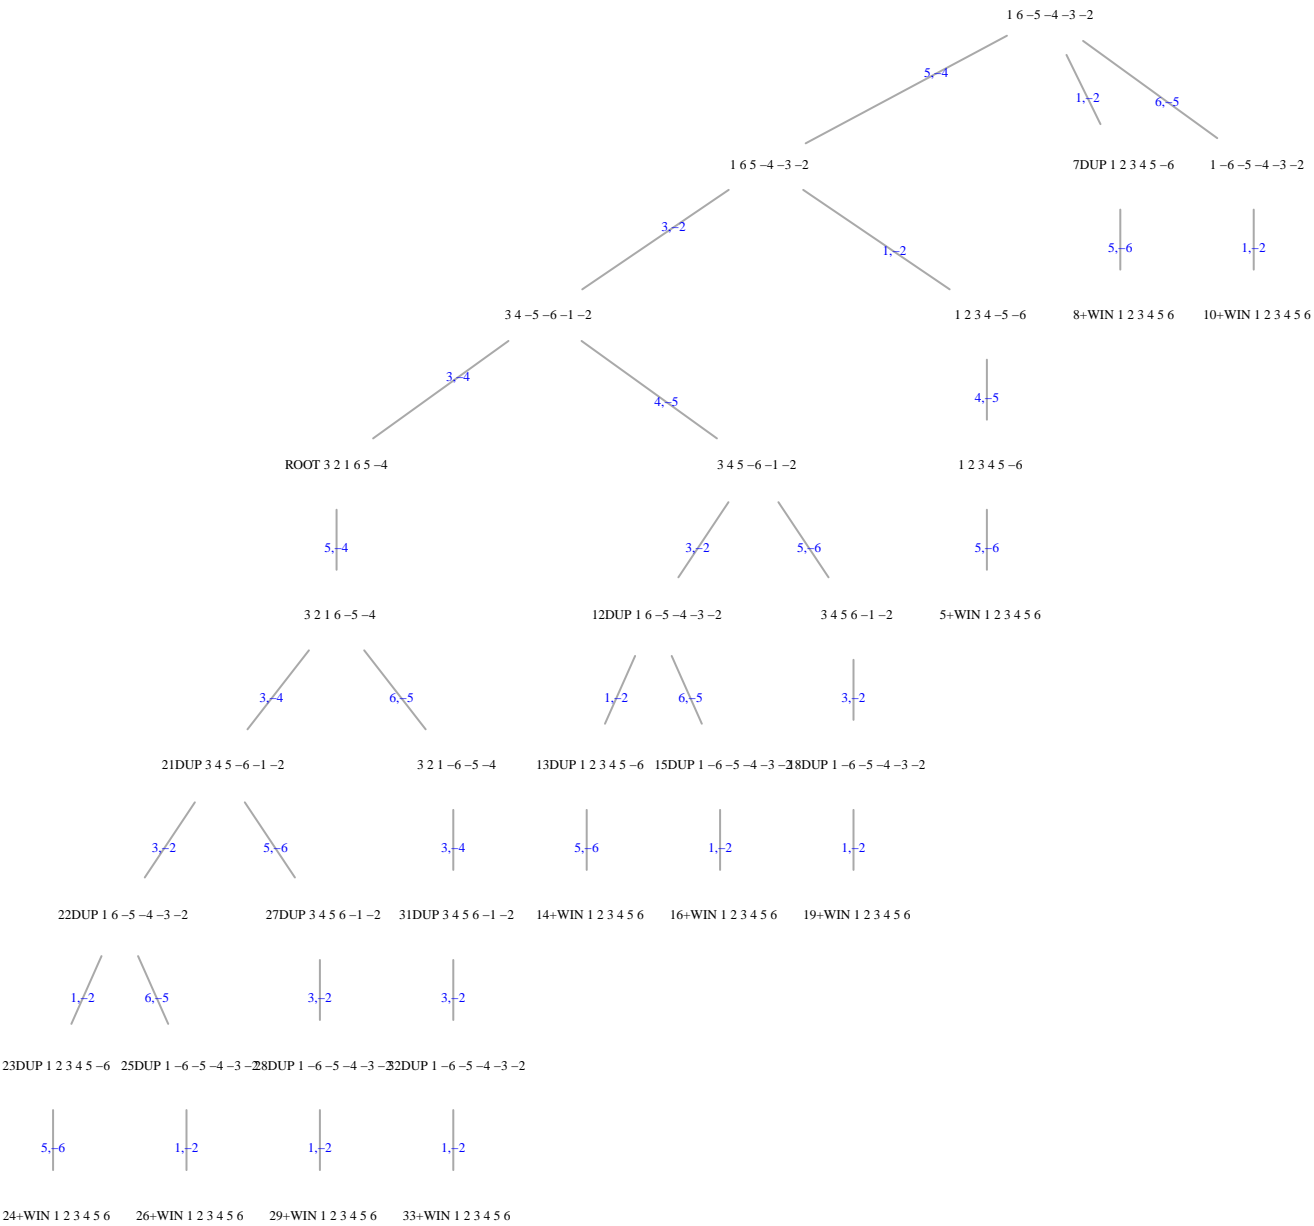 1 6 −5 −4 −3 −2
5,−4
1,−2
6,−5
1 6 5 −4 −3 −2
7DUP 1 2 3 4 5 −6
1 −6 −5 −4 −3 −2
3,−2
1,−2
5,−6
1,−2
3 4 −5 −6 −1 −2
1 2 3 4 −5 −6
8+WIN 1 2 3 4 5 6
10+WIN 1 2 3 4 5 6
3,−4
4,−5
4,−5
ROOT 3 2 1 6 5 −4
3 4 5 −6 −1 −2
1 2 3 4 5 −6
5,−4
3,−2
5,−6
5,−6
3 2 1 6 −5 −4
12DUP 1 6 −5 −4 −3 −2
3 4 5 6 −1 −2
5+WIN 1 2 3 4 5 6
3,−4
6,−5
1,−2
6,−5
3,−2
21DUP 3 4 5 −6 −1 −2
3 2 1 −6 −5 −4
13DUP 1 2 3 4 5 −6
15DUP 1 −6 −5 −4 −3 −2
18DUP 1 −6 −5 −4 −3 −2
3,−2
5,−6
3,−4
5,−6
1,−2
1,−2
22DUP 1 6 −5 −4 −3 −2
27DUP 3 4 5 6 −1 −2
31DUP 3 4 5 6 −1 −2
14+WIN 1 2 3 4 5 6
16+WIN 1 2 3 4 5 6
19+WIN 1 2 3 4 5 6
1,−2
6,−5
3,−2
3,−2
23DUP 1 2 3 4 5 −6
25DUP 1 −6 −5 −4 −3 −2
28DUP 1 −6 −5 −4 −3 −2
32DUP 1 −6 −5 −4 −3 −2
5,−6
1,−2
1,−2
1,−2
24+WIN 1 2 3 4 5 6
26+WIN 1 2 3 4 5 6
29+WIN 1 2 3 4 5 6
33+WIN 1 2 3 4 5 6